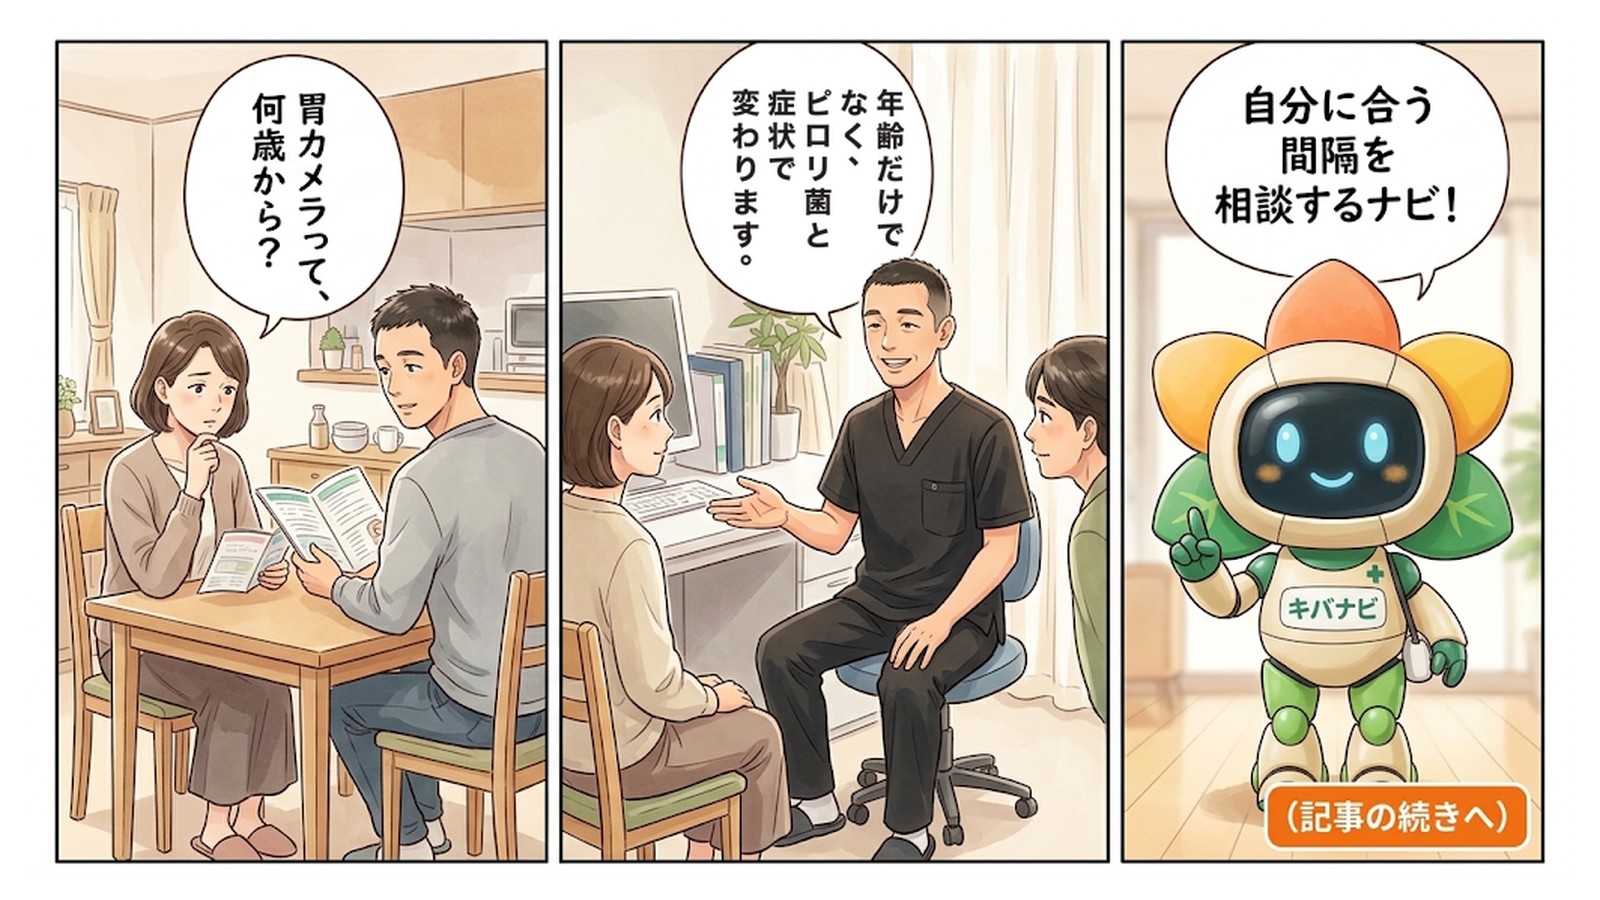 胃カメラって、
何歳から？
年齢だけで
なく、
ピロリ菌と
症状で
変わります。
自分に合う
間隔を
相談するナビ！
キバナビ
（記事の続きへ）